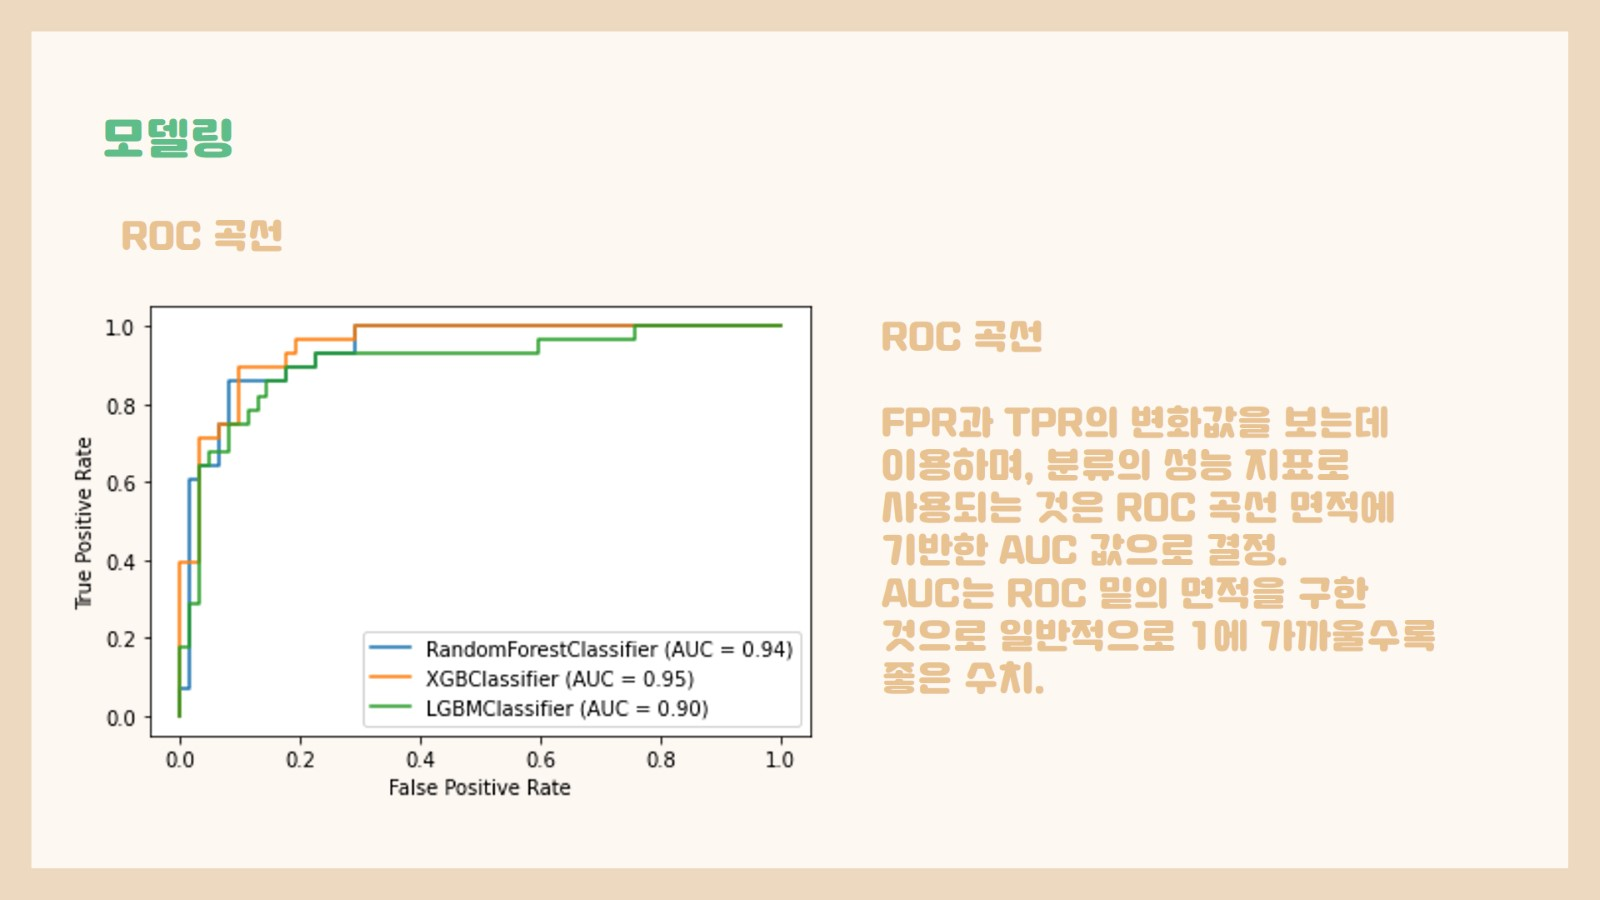 모델링
ROC 곡선
1.0
0.8
0.6
0.4
0.2
0.0
True Positive Rate
RandomForestClassifier (AUC = 0.94)
XGBClassifier (AUC = 0.95)
LGBMClassifier (AUC = 0.90)
0.0 0.2 0.4 0.6 0.8 1.0
False Positive Rate
ROC 곡선
FPR과 TPR의 변화값을 보는데
이용하며, 분류의 성능 지표로
사용되는 것은 ROC 곡선 면적에
기반한 AUC 값으로 결정.
AUC는 ROC 밑의 면적을 구한
것으로 일반적으로 1에 가까울수록
좋은 수치.